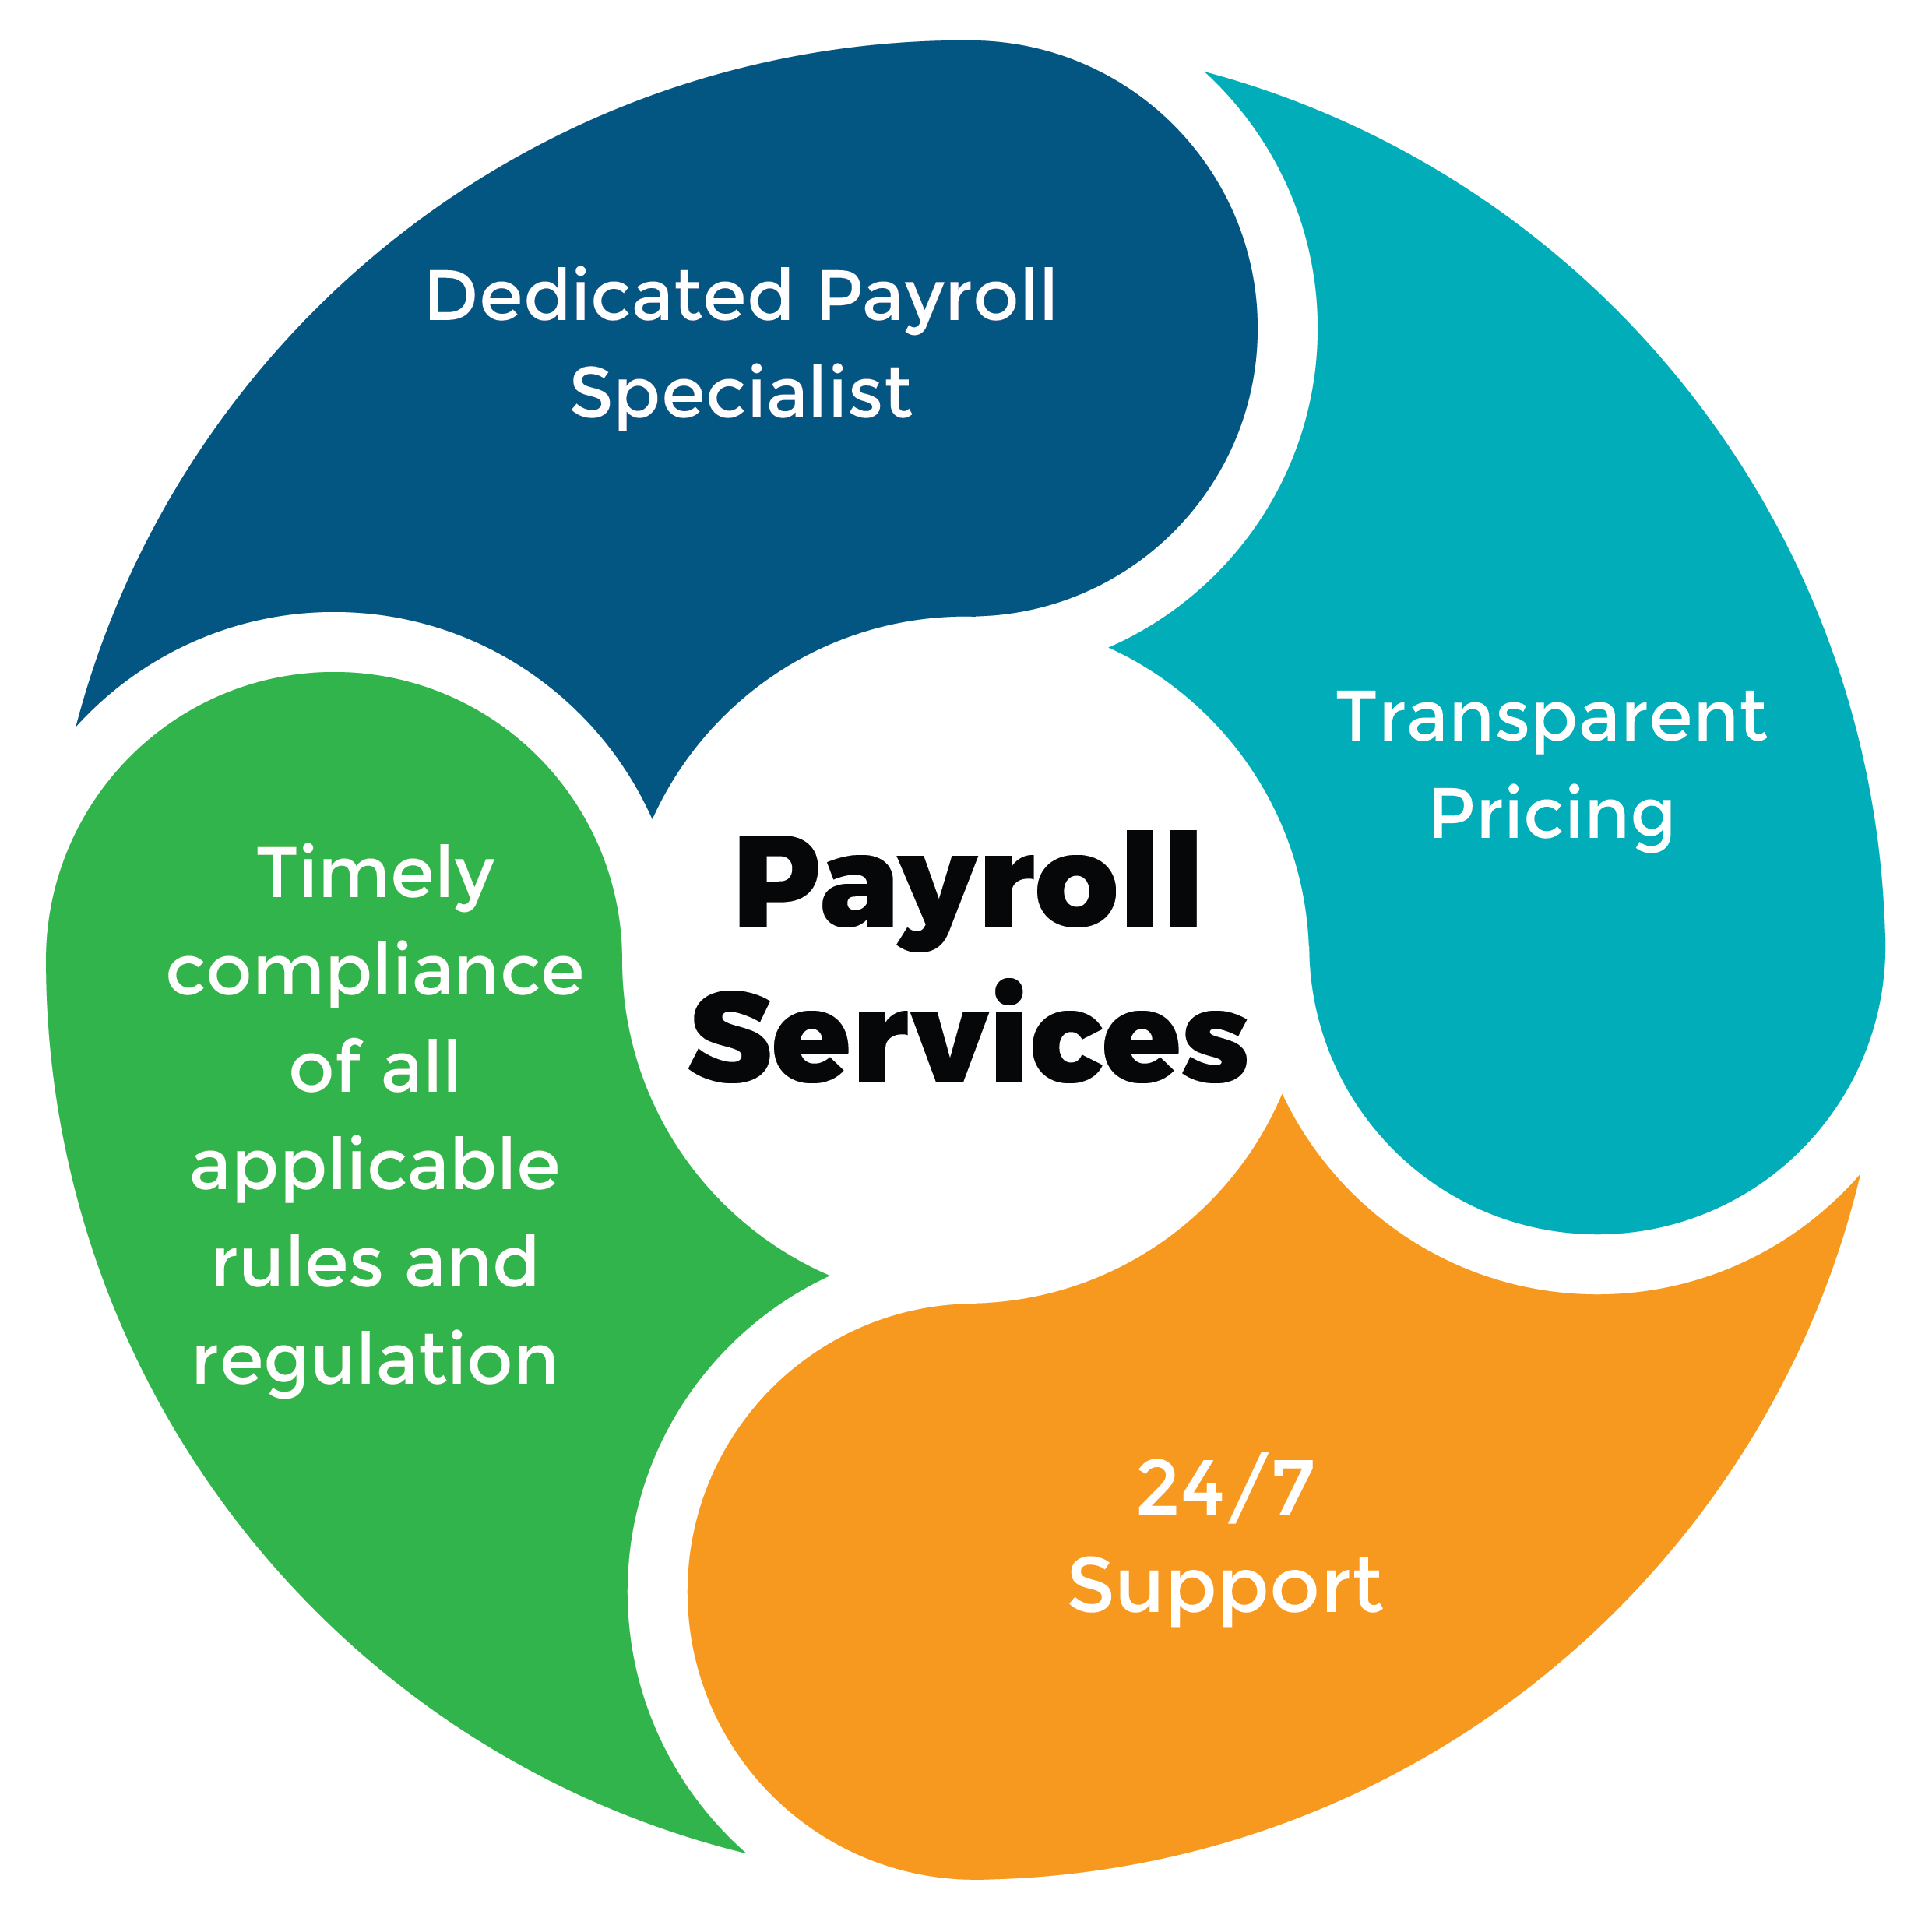 Dedicated Payroll
Specialist
Transparent
Pricing
Payroll
Services
Timely
compliance
of all
applicable
rules and
regulation
24/7
Support